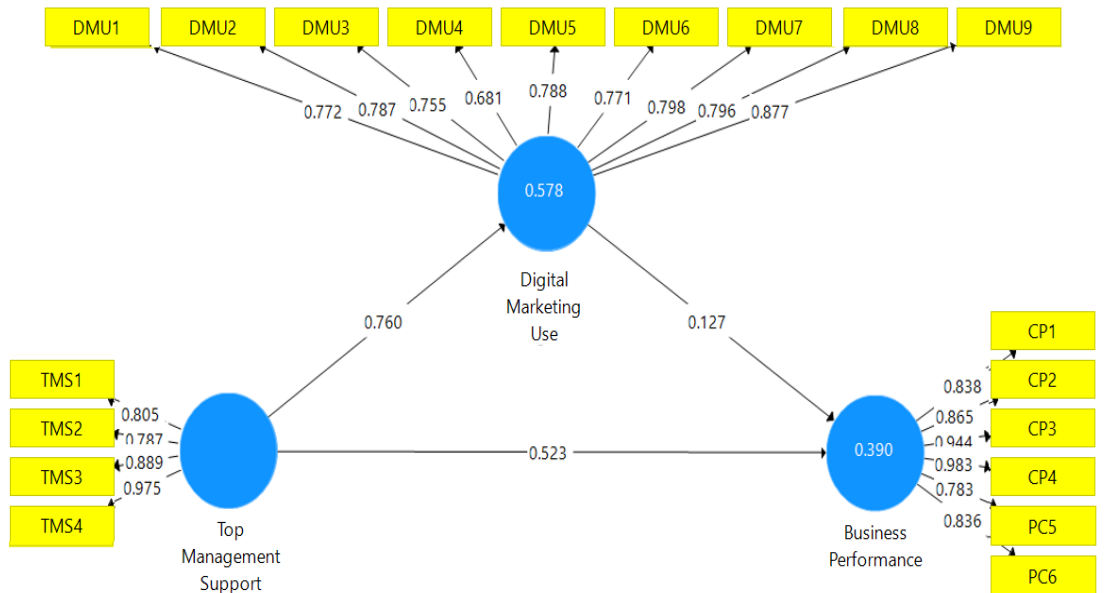 DMU1 DMU2 DMU3 DMU4 DMU5 DMU6 DMU7 DMU8 DMU9
0.772 0.787 0.755 0.681 0.788 0.771 0.798 0.796 0.877
0.578
Digital
Marketing
Use
0.760 0.127
TMS1
TMS2
TMS3
TMS4
0.805
0.787
0.889
0.975
Top
Management
Support
0.523
0.390
Business
Performance
0.838
0.865
0.944
0.983
0.783
0.836
CP1
CP2
CP3
CP4
PC5
PC6